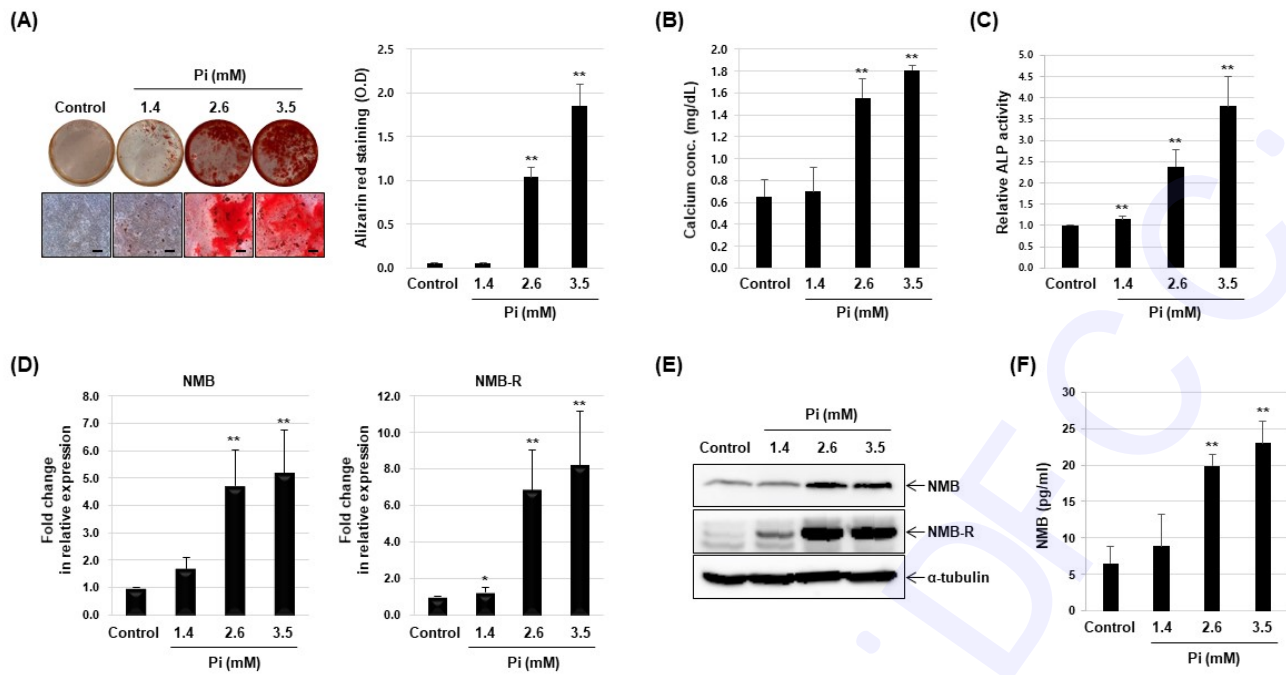 (A)
Pi (mM)
Control 1.4 2.6 3.5
Alizarin red staining (O.D)
2.5
2.0
1.5
1.0
0.5
0.0
**
**
Control 1.4 2.6 3.5
Pi (mM)
(B)
Calcium conc. (mg/dL)
2.0
1.8
1.6
1.4
1.2
1.0
0.8
0.6
0.4
0.2
0.0
**
**
Control 1.4 2.6 3.5
Pi (mM)
(C)
Relative ALP activity
5.0
4.5
4.0
3.5
3.0
2.5
2.0
1.5
1.0
0.5
0.0
**
**
**
Control 1.4 2.6 3.5
Pi (mM)
(D)
NMB
Fold change
in relative expression
8.0
7.0
6.0
5.0
4.0
3.0
2.0
1.0
0.0
**
**
Control 1.4 2.6 3.5
Pi (mM)
NMB-R
Fold change
in relative expression
12.0
10.0
8.0
6.0
4.0
2.0
0.0
*
**
**
Control 1.4 2.6 3.5
Pi (mM)
(E)
Pi (mM)
Control 1.4 2.6 3.5
NMB
NMB-R
α-tubulin
(F)
NMB (pg/ml)
30
25
20
15
10
5
0
**
**
Control 1.4 2.6 3.5
Pi (mM)